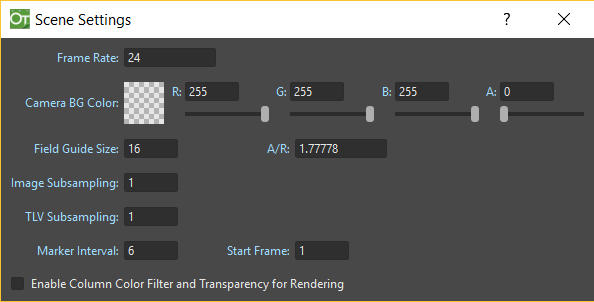 OT Scene Settings ?
Frame Rate: 24
Camera BG Color: R: 255 G: 255 B: 255 A: 0
Field Guide Size: 16 A/R: 1.77778
Image Subsampling: 1
TLV Subsampling: 1
Marker Interval: 6 Start Frame: 1
Enable Column Color Filter and Transparency for Rendering